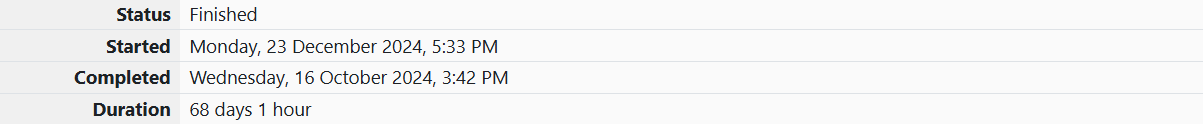 Status Finished
Started Monday, 23 December 2024, 5:33 PM
Completed Wednesday, 16 October 2024, 3:42 PM
Duration 68 days 1 hour